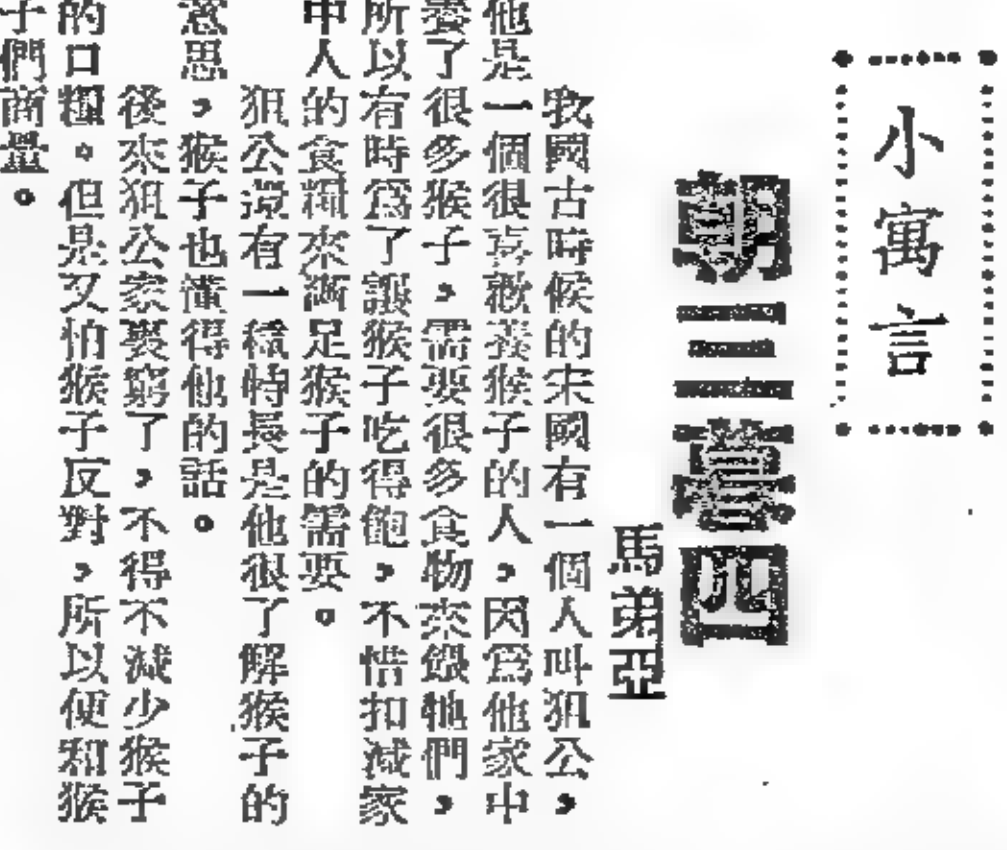 小寓言
朝三暮四
馬弟亞
我國古時候的宋國有一個人叫狙公，
他是一個很喜歡養猴子的人，因爲他家中
養了很多猴子，需要很多食物來餵牠們，
所以有時爲了讓猴子吃得飽，不惜扣減家
中人的食糧來滿足猴子的需要。
狙公還有一種特長是他很了解猴子的
意思，猴子也懂得他的話。
後來狙公家裏窮了，不得不減少猴子
的口糧。但是又怕猴子反對，所以便和猴
子們商量。